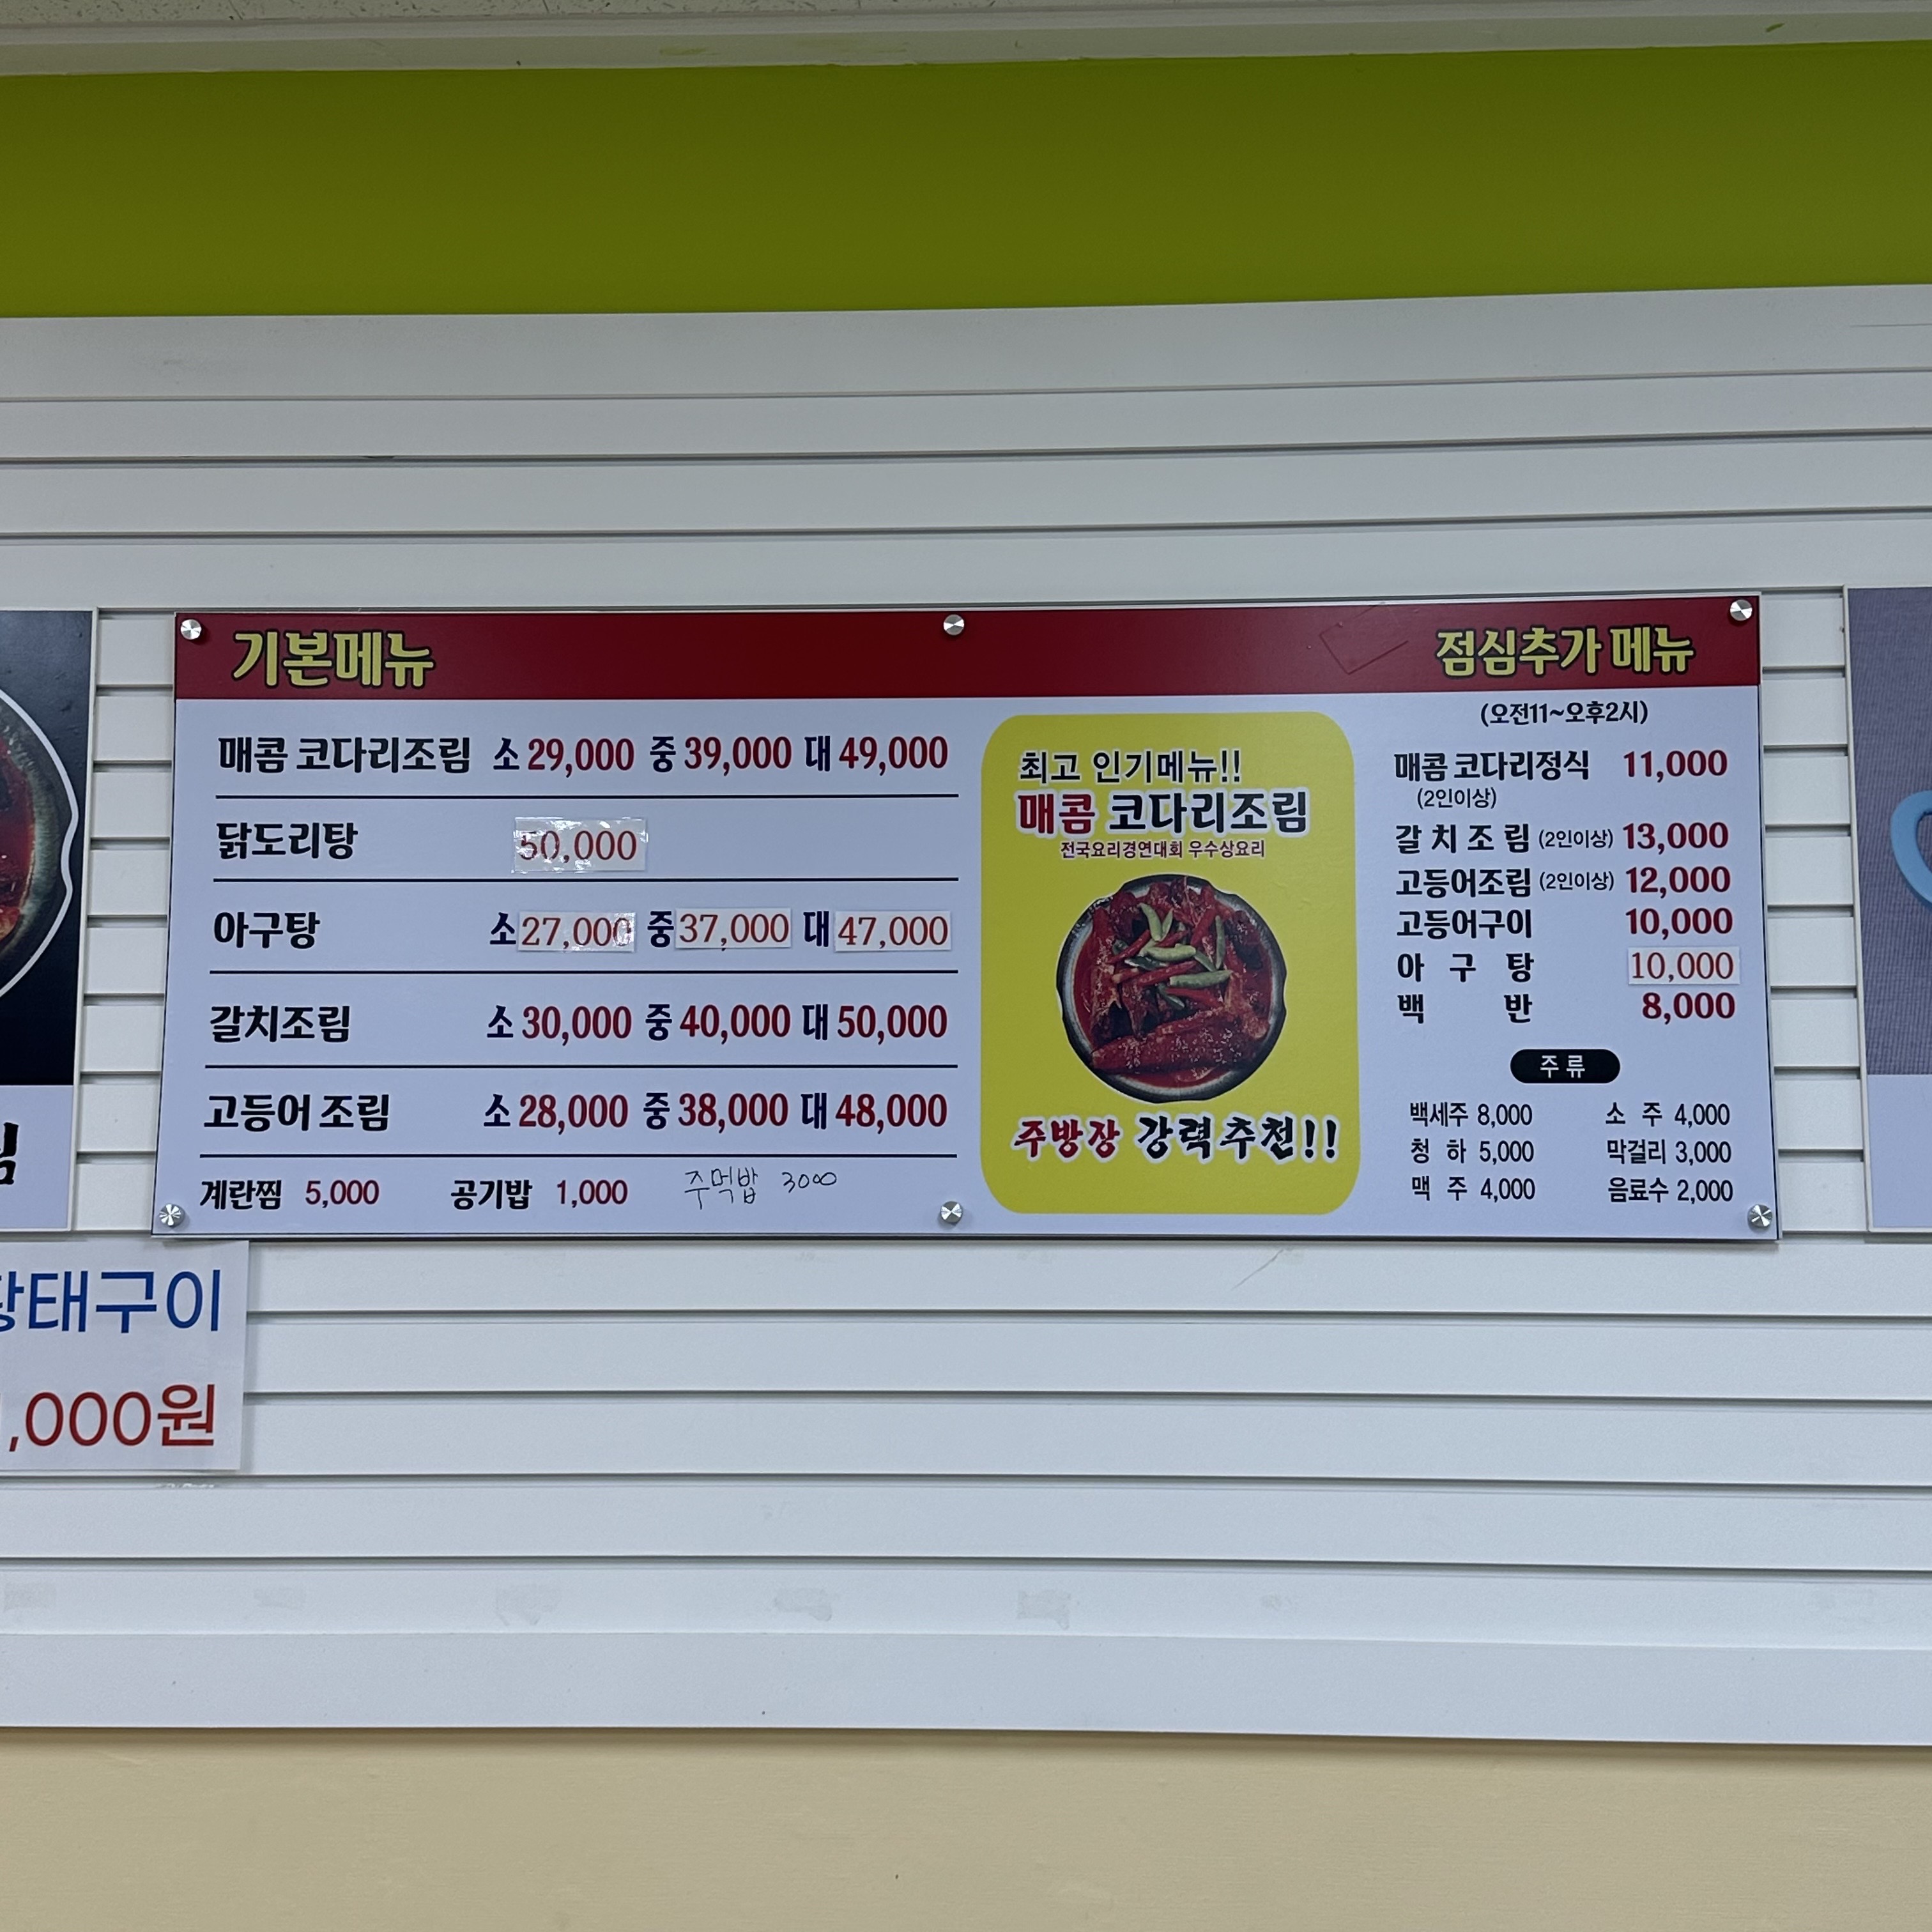 기본메뉴
매콤 코다리조림 소 29,000 중 39,000 대 49,000
닭도리탕 50,000
아구탕 소 27,000 중 37,000 대 47,000
갈치조림 소 30,000 중 40,000 대 50,000
고등어 조림 소 28,000 중 38,000 대 48,000
계란찜 5,000 공기밥 1,000 주먹밥 3000
최고 인기메뉴!!
매콤 코다리조림
전국요리경연대회 우수상요리
주방장 강력추천!!
점심추가 메뉴
(오전11~오후2시)
매콤 코다리정식 11,000
(2인이상)
갈 치 조 림 (2인이상) 13,000
고등어조림 (2인이상) 12,000
고등어구이 10,000
아 구 탕 10,000
백 반 8,000
주 류
백세주 8,000 소 주 4,000
청 하 5,000 막걸리 3,000
맥 주 4,000 음료수 2,000
태구이
,000원